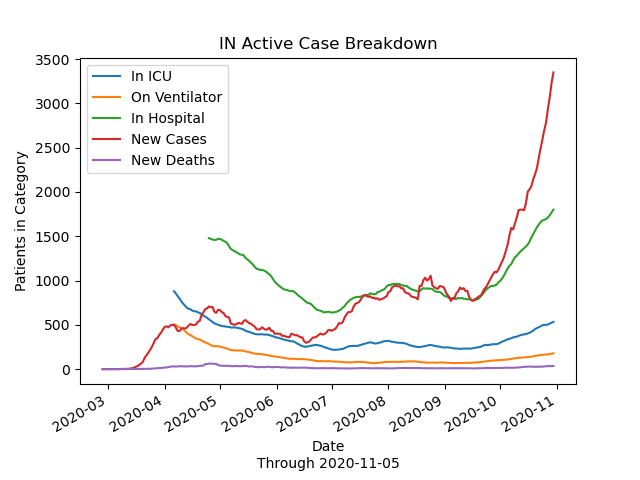 IN Active Case Breakdown
Patients in Category
3500
3000
2500
2000
1500
1000
500
0
In ICU
On Ventilator
In Hospital
New Cases
New Deaths
2020-03
2020-04
2020-05
2020-06
2020-07
2020-08
2020-09
2020-10
2020-11
Date
Through 2020-11-05